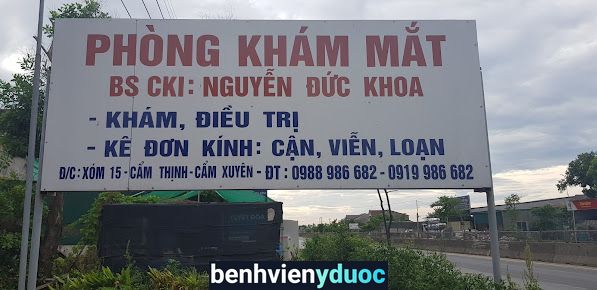 PHÒNG KHÁM MẮT
BS CKI: NGUYỄN ĐỨC KHOA
- KHÁM, ĐIỀU TRỊ
- KÊ ĐƠN KÍNH: CẬN, VIỄN, LOẠN
Đ/C: XÓM 15 - CẨM THỊNH - CẨM XUYÊN - ĐT : 0988 986 682 - 0919 986 682
benhvienyduoc